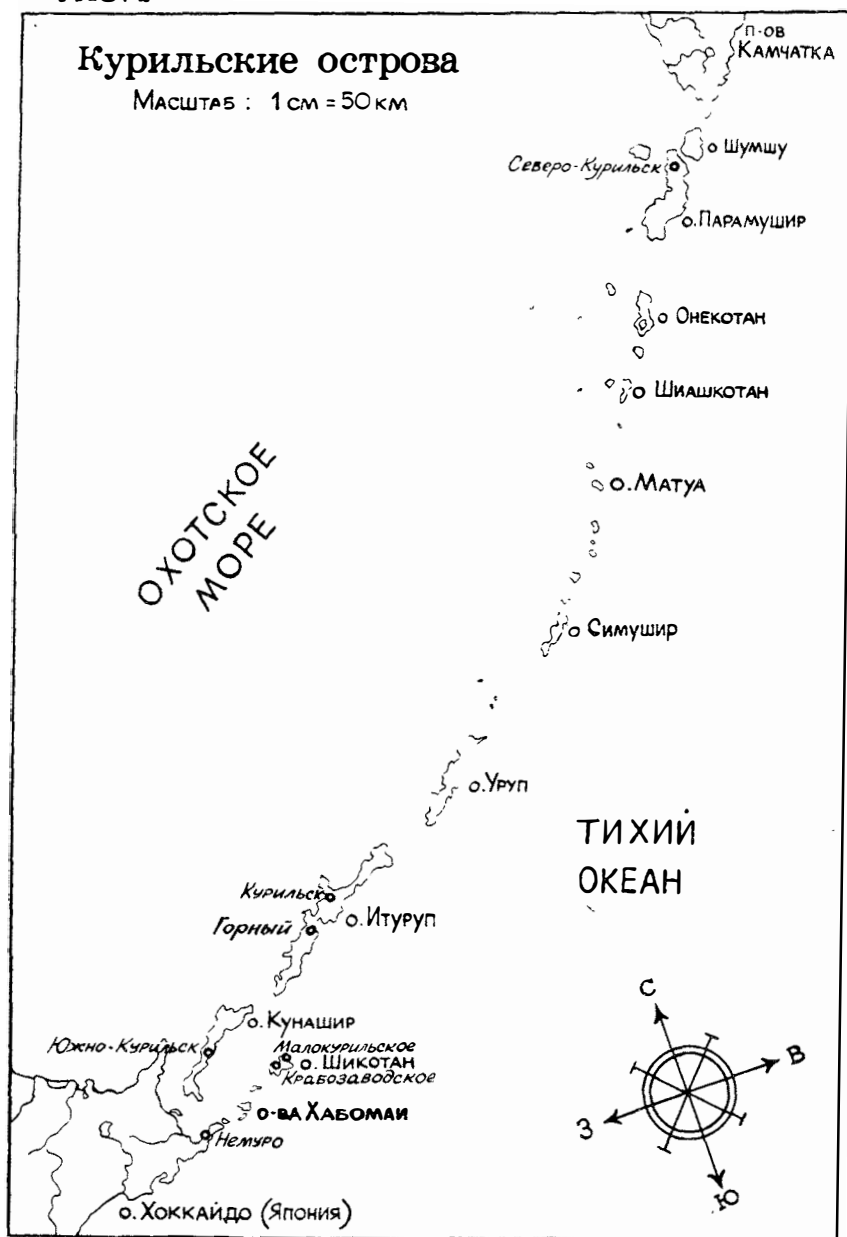 Курильские острова
Масштаб : 1 см = 50 км
п-ов
Камчатка
о Шумшу
Северо-Курильск
о.Парамушир
о Онекотан
о Шиашкотан
о.Матуа
ОХОТСКОЕ
МОРЕ
о Симушир
о.Уруп
ТИХИЙ
ОКЕАН
Курильск
о.Итуруп
Горный
о.Кунашир
Южно-Курильск
Малокурильское
о.Шикотан
Крабозаводское
о-ва Хабомаи
Немуро
о.Хоккайдо (Япония)
С
В
З
Ю